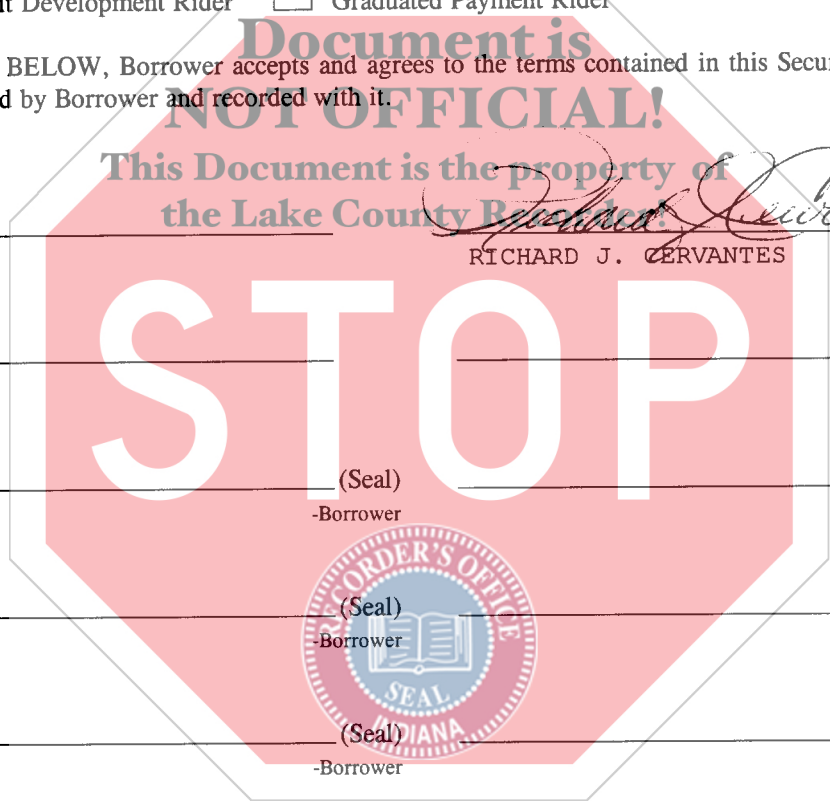 t Development Rider Graduated Payment Rider
Document is
BELOW, Borrower accepts and agrees to the terms contained in this Secu
d by Borrower and recorded with it.
NOT OFFICIAL!
This Document is the property of
the Lake County Recorder!
RICHARD J. CERVANTES
STOP
(Seal)
-Borrower
RECORDER'S OFFICE
(Seal)
-Borrower
SEAL
INDIANA
(Seal)
-Borrower